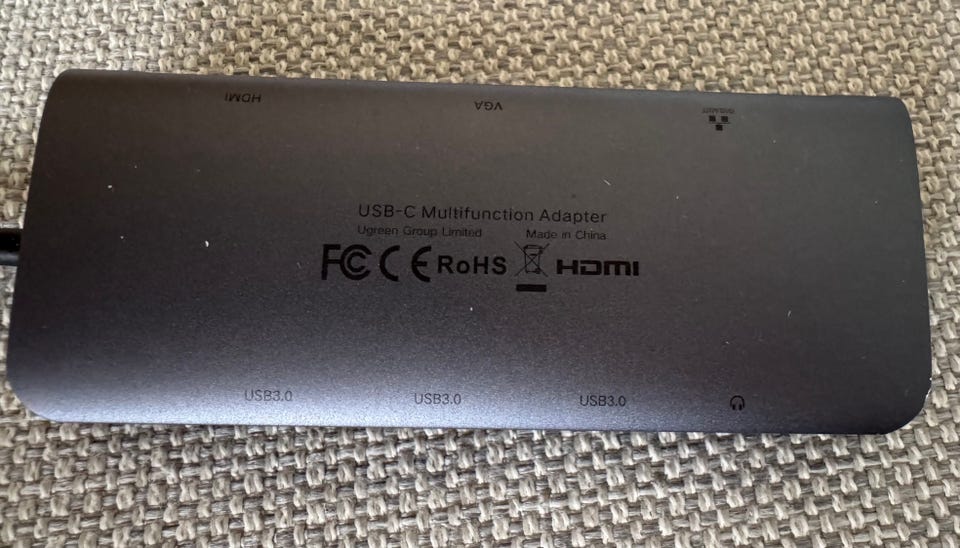 HDMI
VGA
GIGABIT
USB-C Multifunction Adapter
Ugreen Group Limited Made in China
FC CE RoHS HDMI
USB3.0 USB3.0 USB3.0